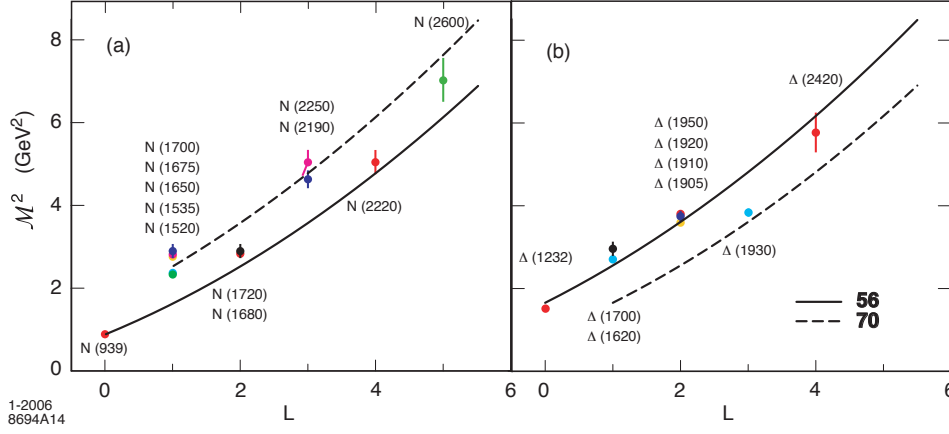 N (2600)
8
(a)
(b)
Δ (2420)
6
N (2250)
N (2190)
Δ (1950)
Δ (1920)
Δ (1910)
Δ (1905)
N (1700)
N (1675)
N (1650)
N (1535)
N (1520)
ℳ² (GeV²)
4
N (2220)
Δ (1930)
Δ (1232)
2
N (1720)
N (1680)
Δ (1700)
Δ (1620)
56
70
N (939)
0
0 2 4 6
0 2 4 6
L
L
1-2006
8694A14